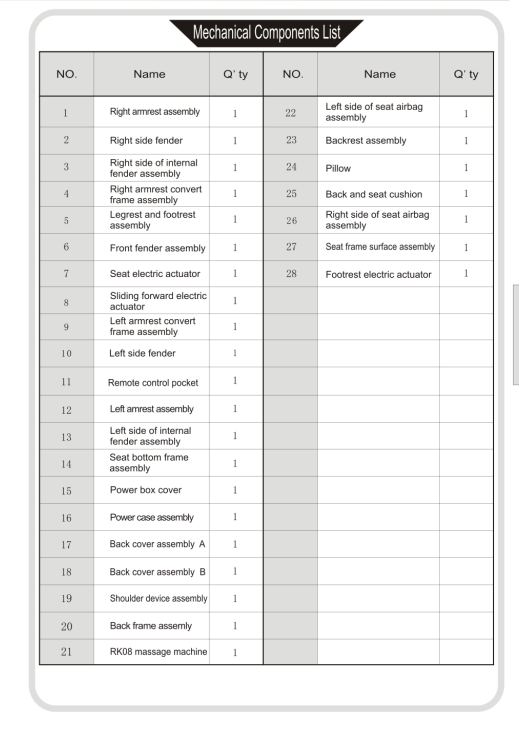 Mechanical Components List
NO. Name Q' ty NO. Name Q' ty
1 Right armrest assembly 1 22 Left side of seat airbag
assembly 1
2 Right side fender 1 23 Backrest assembly 1
3 Right side of internal
fender assembly 1 24 Pillow 1
4 Right armrest convert
frame assembly 1 25 Back and seat cushion 1
5 Legrest and footrest
assembly 1 26 Right side of seat airbag
assembly 1
6 Front fender assembly 1 27 Seat frame surface assembly 1
7 Seat electric actuator 1 28 Footrest electric actuator 1
8 Sliding forward electric
actuator 1
9 Left armrest convert
frame assembly 1
10 Left side fender 1
11 Remote control pocket 1
12 Left amrest assembly 1
13 Left side of internal
fender assembly 1
14 Seat bottom frame
assembly 1
15 Power box cover 1
16 Power case assembly 1
17 Back cover assembly A 1
18 Back cover assembly B 1
19 Shoulder device assembly 1
20 Back frame assemly 1
21 RK08 massage machine 1